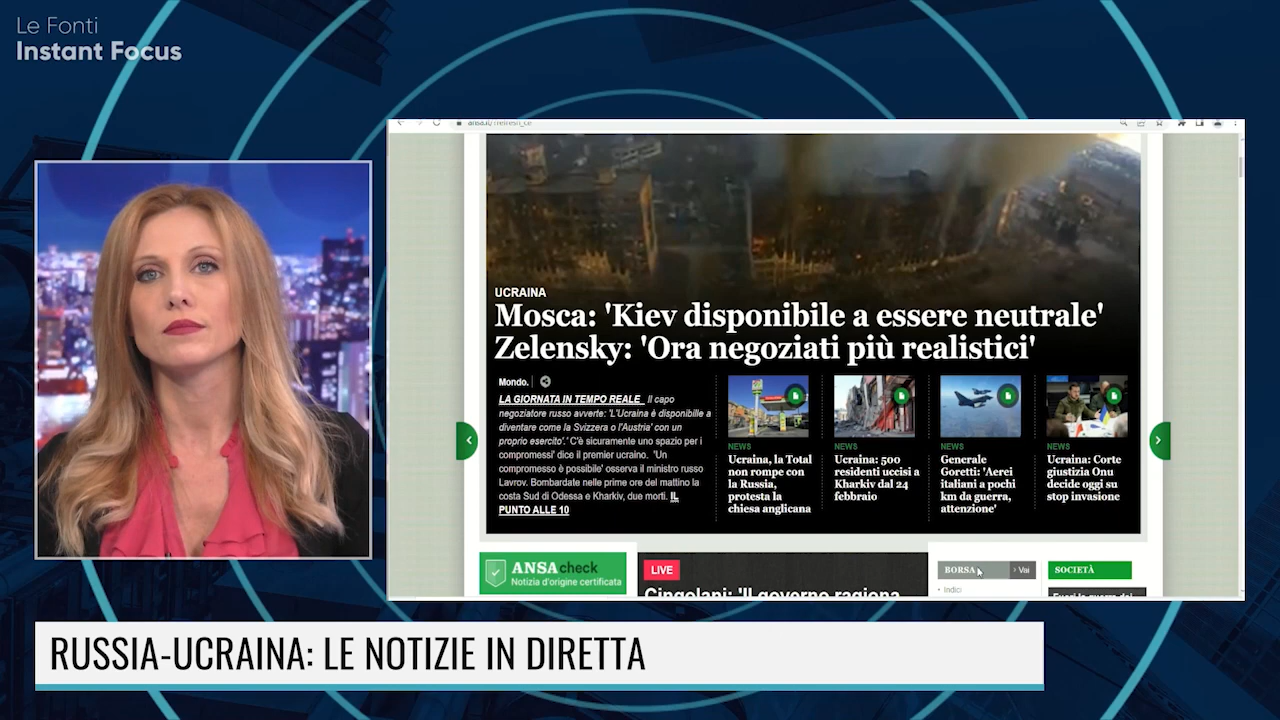 Le Fonti
Instant Focus
UCRAINA
Mosca: 'Kiev disponibile a essere neutrale'
Zelensky: 'Ora negoziati più realistici'
Mondo.
LA GIORNATA IN TEMPO REALE Il capo
negoziatore russo avverte: 'L'Ucraina è disponibile a
diventare come la Svizzera o l'Austria' con un
proprio esercito'.' C'è sicuramente uno spazio per i
compromessi' dice il premier ucraino. 'Un
compromesso è possibile' osserva il ministro russo
Lavrov. Bombardate nelle prime ore del mattino la
costa Sud di Odessa e Kharkiv, due morti. IL
PUNTO ALLE 10
NEWS
Ucraina, la Total
non rompe con
la Russia,
protesta la
chiesa anglicana
NEWS
Ucraina: 500
residenti uccisi a
Kharkiv dal 24
febbraio
NEWS
Generale
Goretti: 'Aerei
italiani a pochi
km da guerra,
attenzione'
NEWS
Ucraina: Corte
giustizia Onu
decide oggi su
stop invasione
ANSAcheck
Notizia d'origine certificata
LIVE
Cingolani: 'Il governo ragiona
BORSA
› Vai
Indici
SOCIETÀ
RUSSIA-UCRAINA: LE NOTIZIE IN DIRETTA